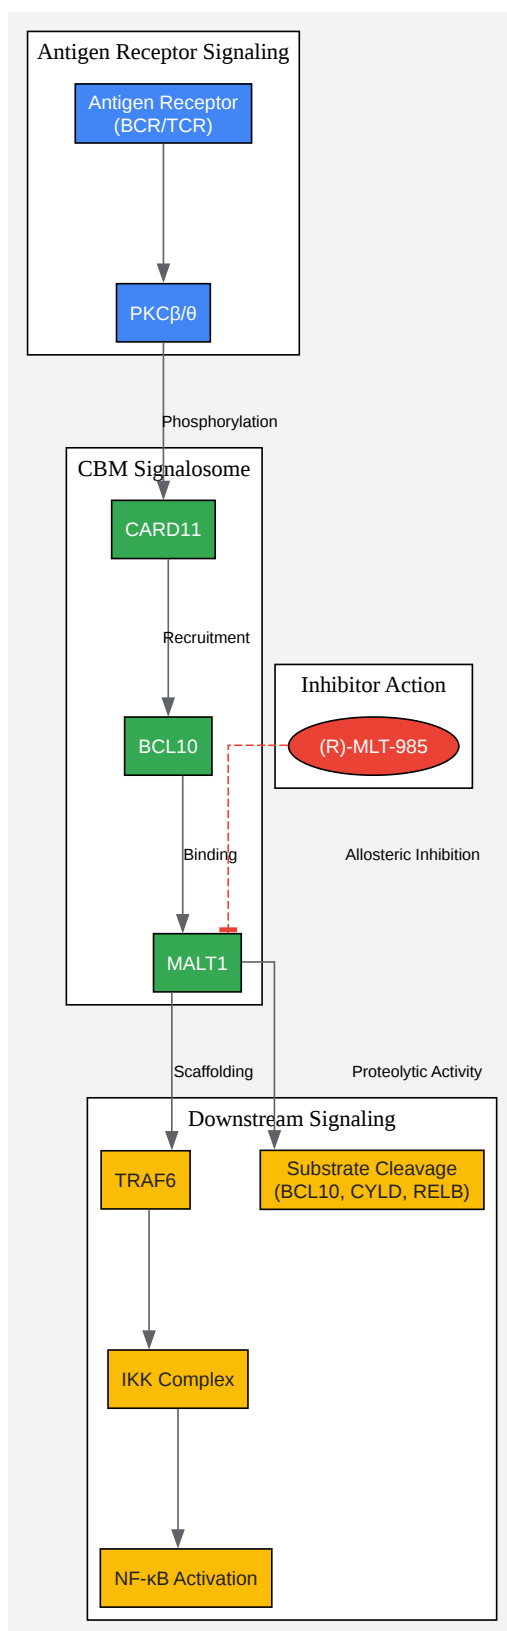 Antigen Receptor Signaling
Antigen Receptor
(BCR/TCR)
PKCβ/θ
Phosphorylation
CBM Signalosome
CARD11
Recruitment
Inhibitor Action
BCL10
(R)-MLT-985
Binding
Allosteric Inhibition
MALT1
Scaffolding
Proteolytic Activity
Downstream Signaling
TRAF6
Substrate Cleavage
(BCL10, CYLD, RELB)
IKK Complex
NF-κB Activation